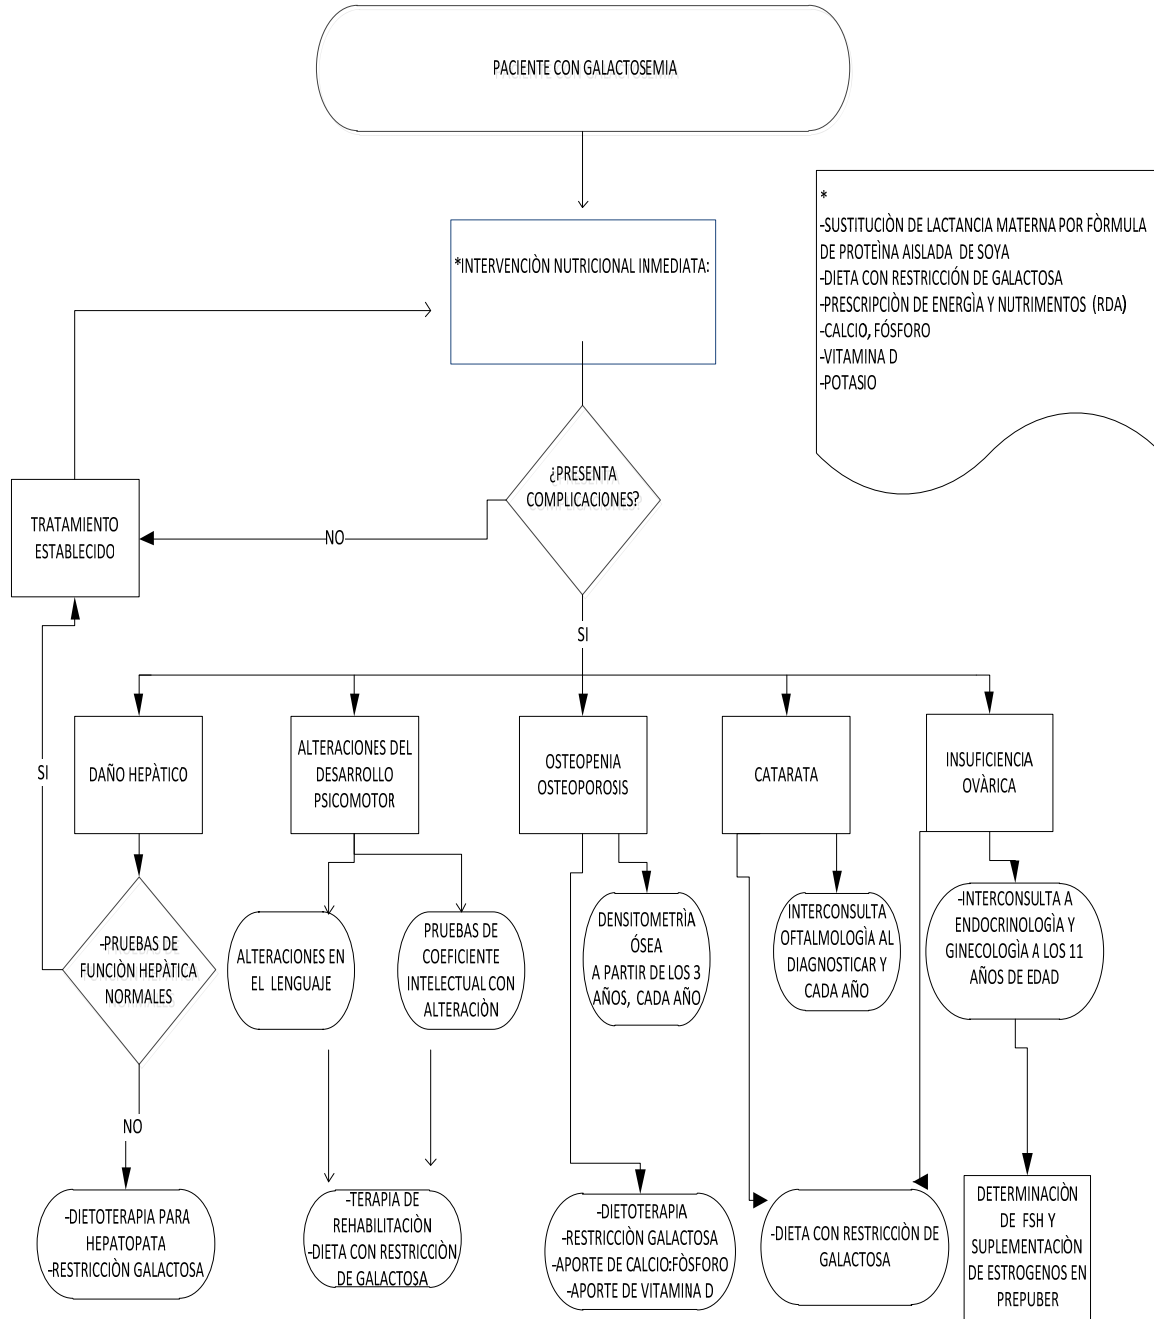 PACIENTE CON GALACTOSEMIA
*
-SUSTITUCIÒN DE LACTANCIA MATERNA POR FÒRMULA
DE PROTEÌNA AISLADA DE SOYA
-DIETA CON RESTRICCIÓN DE GALACTOSA
-PRESCRIPCIÒN DE ENERGÌA Y NUTRIMENTOS (RDA)
-CALCIO, FÓSFORO
-VITAMINA D
-POTASIO
*INTERVENCIÒN NUTRICIONAL INMEDIATA:
¿PRESENTA
COMPLICACIONES?
TRATAMIENTO
ESTABLECIDO
NO
SI
SI
DAÑO HEPÀTICO
ALTERACIONES DEL
DESARROLLO
PSICOMOTOR
OSTEOPENIA
OSTEOPOROSIS
CATARATA
INSUFICIENCIA
OVÀRICA
-PRUEBAS DE
FUNCIÒN HEPÀTICA
NORMALES
ALTERACIONES EN
EL LENGUAJE
PRUEBAS DE
COEFICIENTE
INTELECTUAL CON
ALTERACIÒN
DENSITOMETRÌA
ÓSEA
A PARTIR DE LOS 3
AÑOS, CADA AÑO
INTERCONSULTA
OFTALMOLOGÌA AL
DIAGNOSTICAR Y
CADA AÑO
-INTERCONSULTA A
ENDOCRINOLOGÌA Y
GINECOLOGÌA A LOS 11
AÑOS DE EDAD
NO
-DIETOTERAPIA PARA
HEPATOPATA
-RESTRICCIÒN GALACTOSA
-TERAPIA DE
REHABILITACIÒN
-DIETA CON RESTRICCIÒN
DE GALACTOSA
-DIETOTERAPIA
-RESTRICCIÒN GALACTOSA
-APORTE DE CALCIO:FÒSFORO
-APORTE DE VITAMINA D
-DIETA CON RESTRICCIÒN DE
GALACTOSA
DETERMINACIÒN
DE FSH Y
SUPLEMENTACIÒN
DE ESTROGENOS EN
PREPUBER